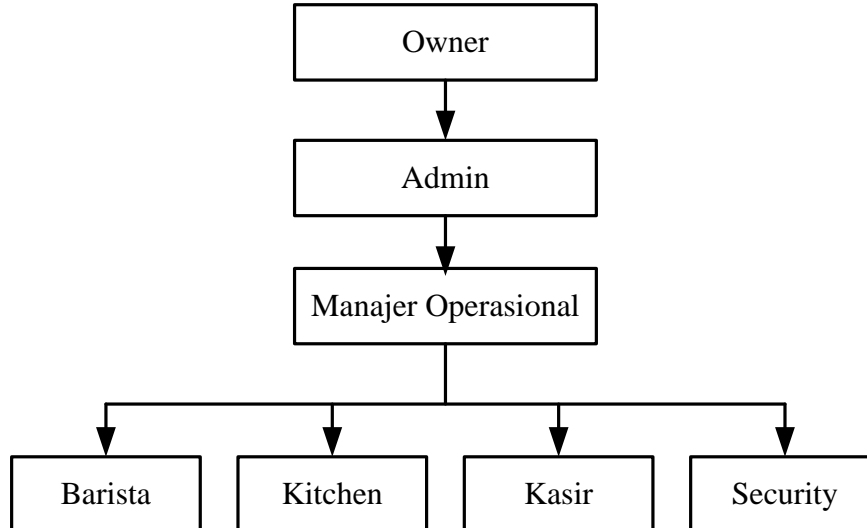 Owner
Admin
Manajer Operasional
Barista
Kitchen
Kasir
Security